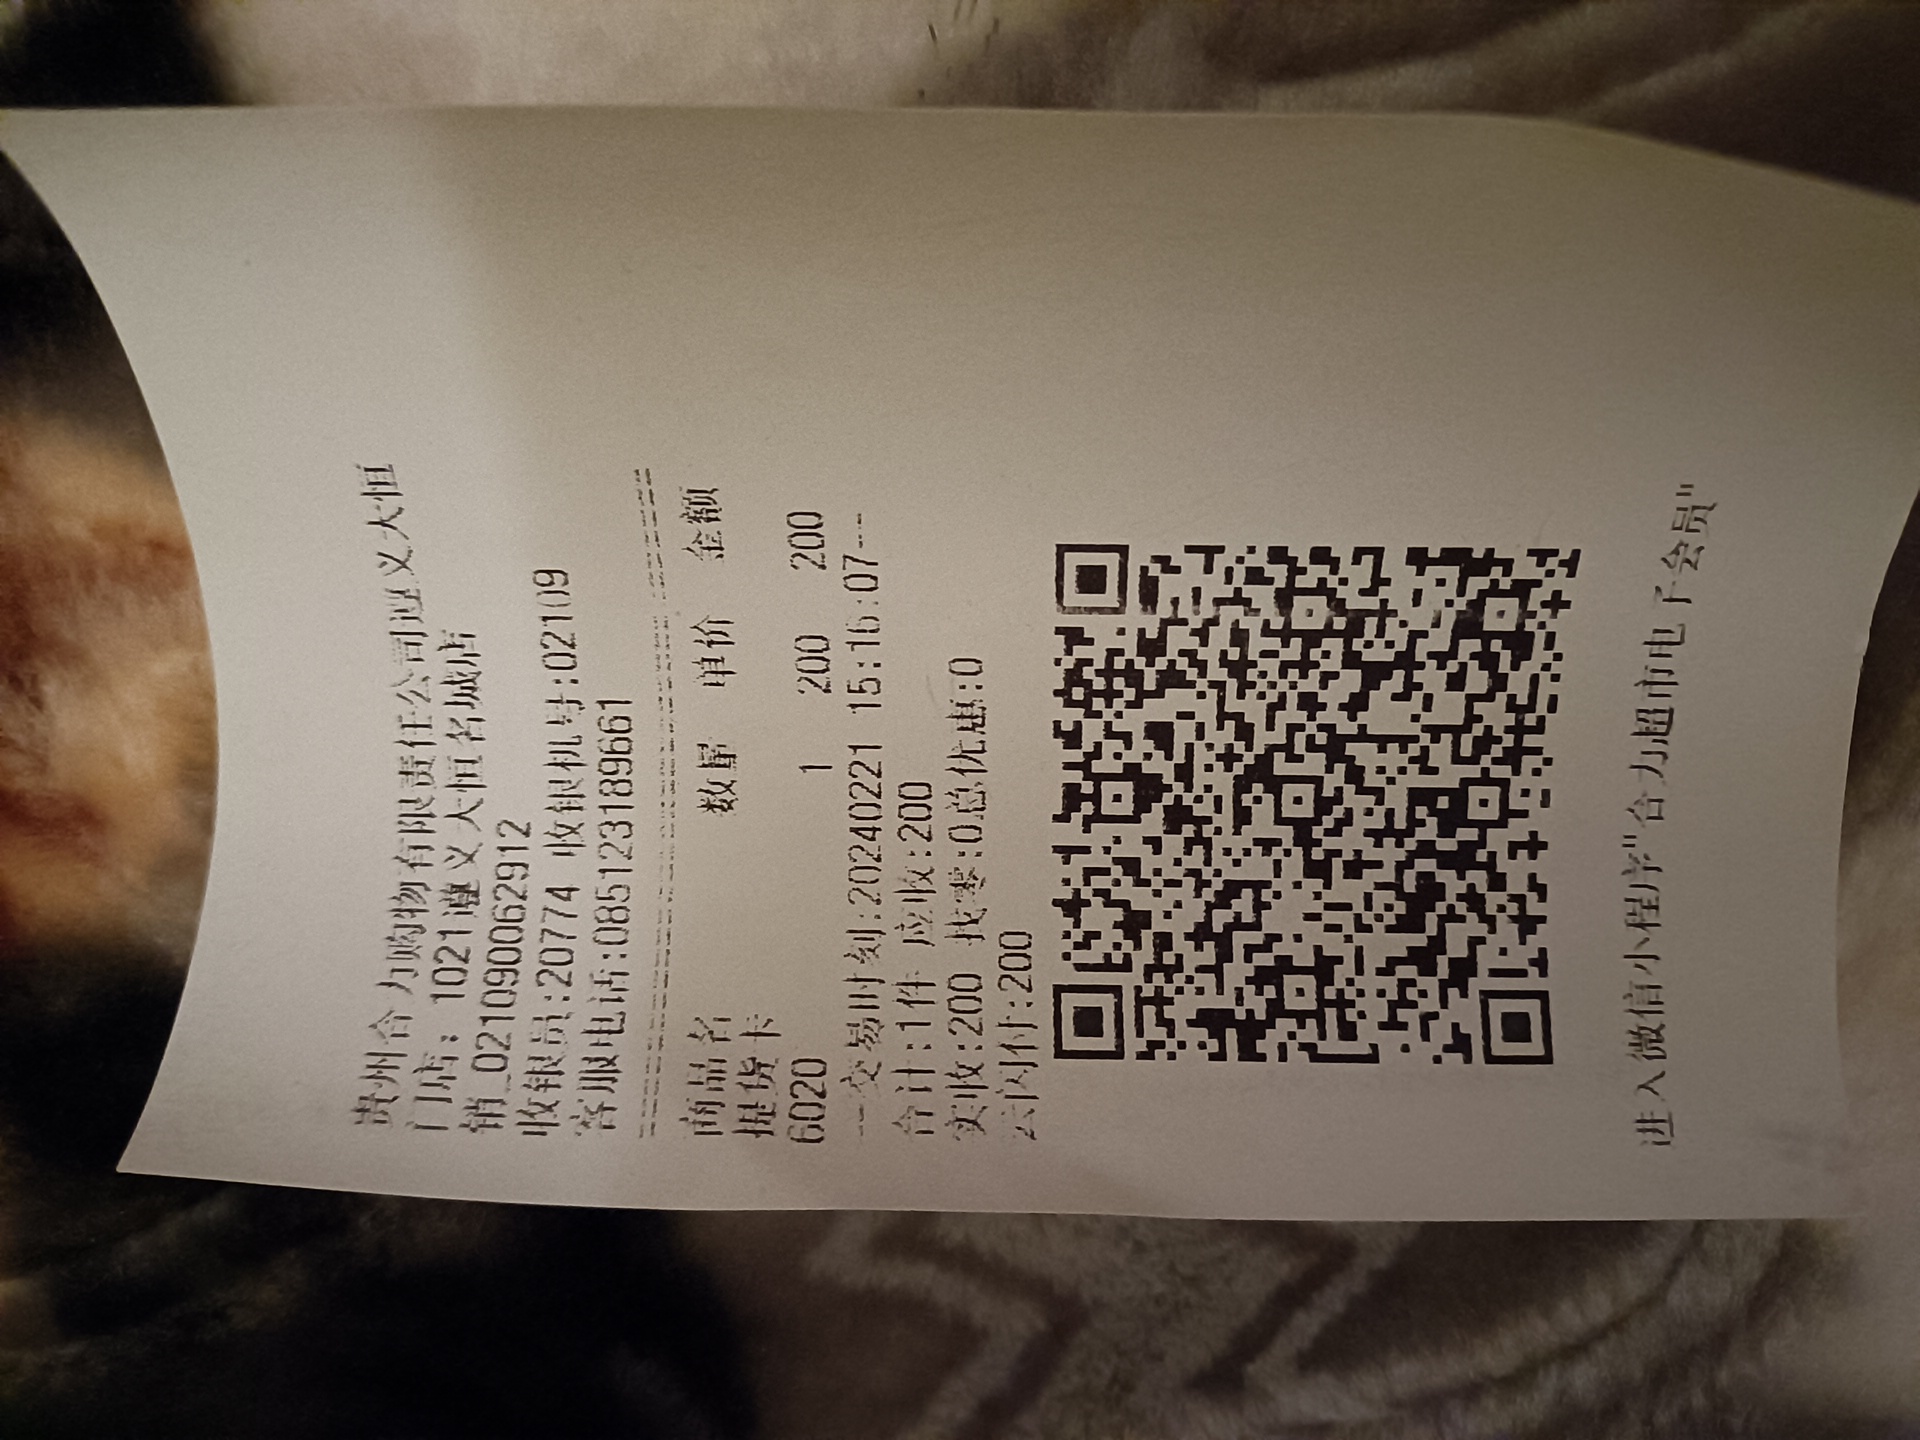 贵州合力购物有限责任公司遵义大恒
门店: 1021遵义大恒名城店
销_0210990062912
收银员:20774 收银机号:02109
客服电话:085123189661
商品名 数量 单价 金额
提货卡
6020 1 200 200
--交易时刻:20240221 15:16:07--
合计:1件 应收:200
实收:200 找零:0总优惠:0
云闪付:200
进入微信小程序"合力超市电子会员"